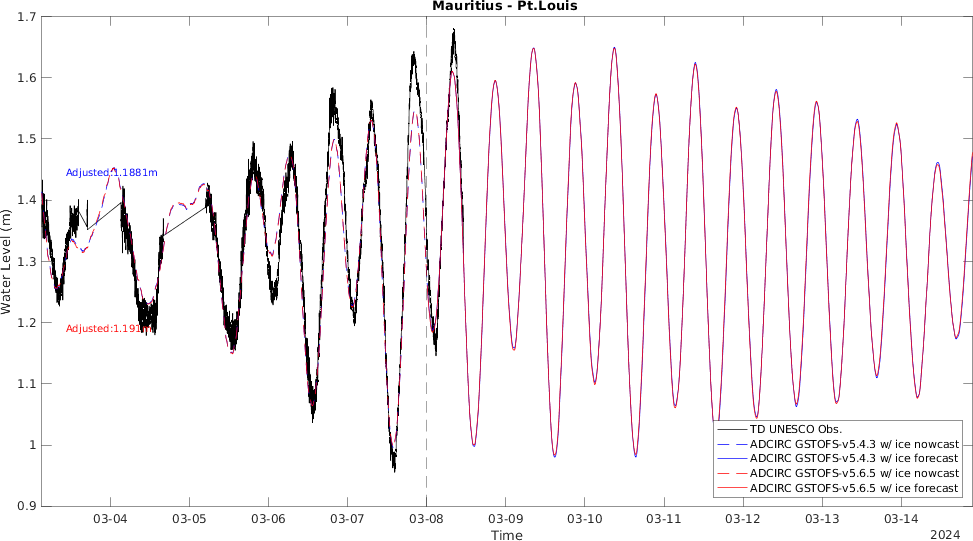 Mauritius - Pt.Louis
Water Level (m)
1.7
1.6
1.5
1.4
1.3
1.2
1.1
1
0.9
Adjusted:1.1881m
Adjusted:1.191
TD UNESCO Obs.
ADCIRC GSTOFS-v5.4.3 w/ ice nowcast
ADCIRC GSTOFS-v5.4.3 w/ ice forecast
ADCIRC GSTOFS-v5.6.5 w/ ice nowcast
ADCIRC GSTOFS-v5.6.5 w/ ice forecast
03-04 03-05 03-06 03-07 03-08 03-09 03-10 03-11 03-12 03-13 03-14
Time
2024